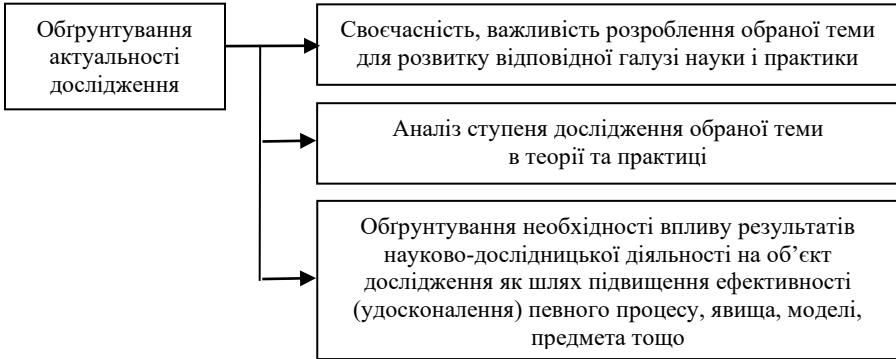 Обґрунтування
актуальності
дослідження
Своєчасність, важливість розроблення обраної теми
для розвитку відповідної галузі науки і практики
Аналіз ступеня дослідження обраної теми
в теорії та практиці
Обґрунтування необхідності впливу результатів
науково-дослідницької діяльності на об’єкт
дослідження як шлях підвищення ефективності
(удосконалення) певного процесу, явища, моделі,
предмета тощо